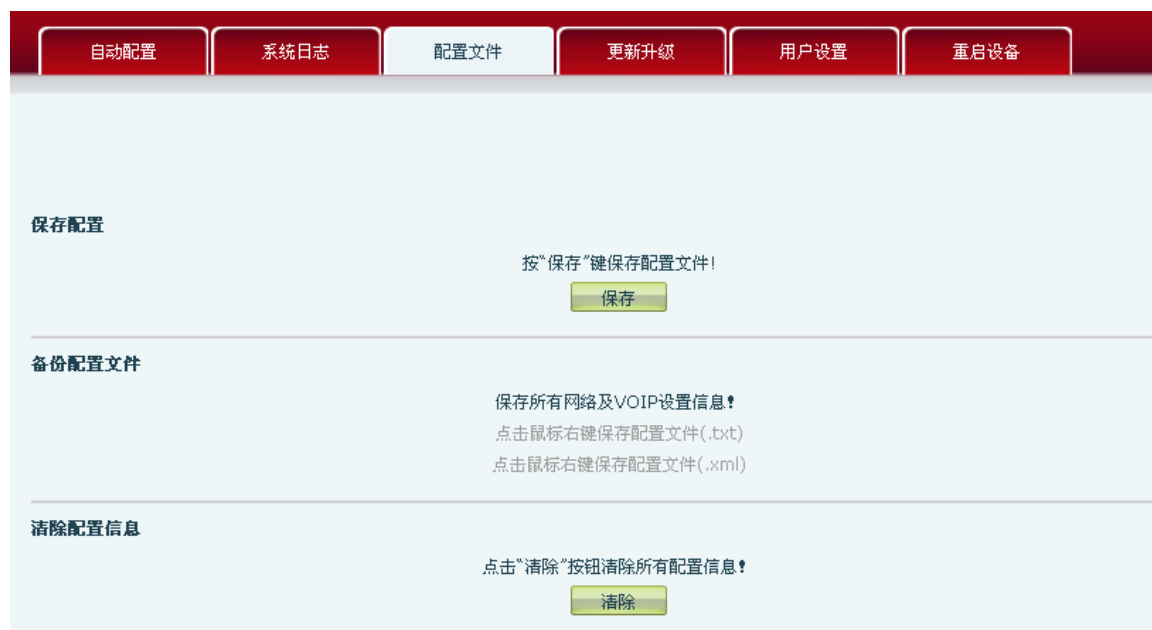 自动配置 系统日志 配置文件 更新升级 用户设置 重启设备
保存配置
按“保存”键保存配置文件!
保存
备份配置文件
保存所有网络及VOIP设置信息!
点击鼠标右键保存配置文件(.txt)
点击鼠标右键保存配置文件(.xml)
清除配置信息
点击“清除”按钮清除所有配置信息!
清除